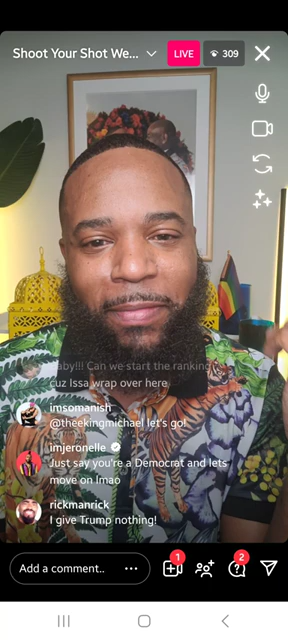 Shoot Your Shot We...
LIVE
309
baby!!! Can we start the ranking
cuz Issa wrap over here
imsomanish
@theekingmichael let's go!
imjeronelle
Just say you're a Democrat and lets
move on lmao
rickmanrick
I give Trump nothing!
Add a comment..
1
2